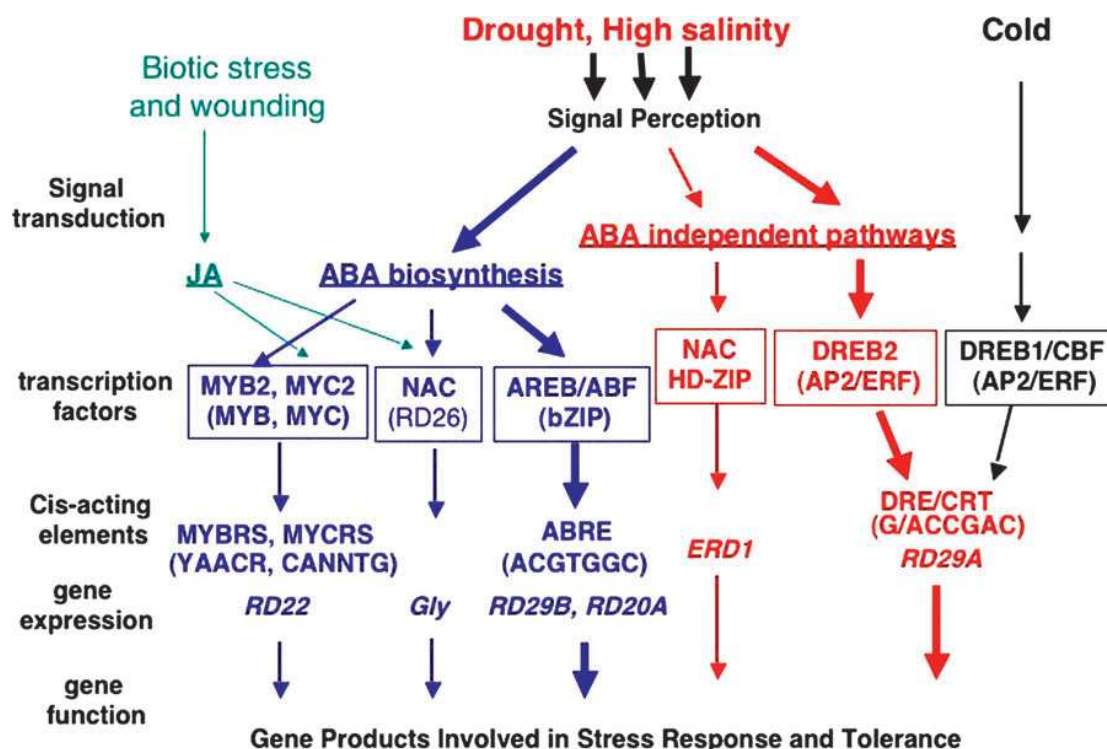 Drought, High salinity
Cold
Biotic stress
and wounding
Signal Perception
Signal
transduction
ABA independent pathways
JA
ABA biosynthesis
transcription
factors
MYB2, MYC2
(MYB, MYC)
NAC
(RD26)
AREB/ABF
(bZIP)
NAC
HD-ZIP
DREB2
(AP2/ERF)
DREB1/CBF
(AP2/ERF)
Cis-acting
elements
MYBRS, MYCRS
(YAACR, CANNTG)
ABRE
(ACGTGGC)
ERD1
DRE/CRT
(G/ACCGAC)
RD29A
gene
expression
RD22
Gly
RD29B, RD20A
gene
function
Gene Products Involved in Stress Response and Tolerance